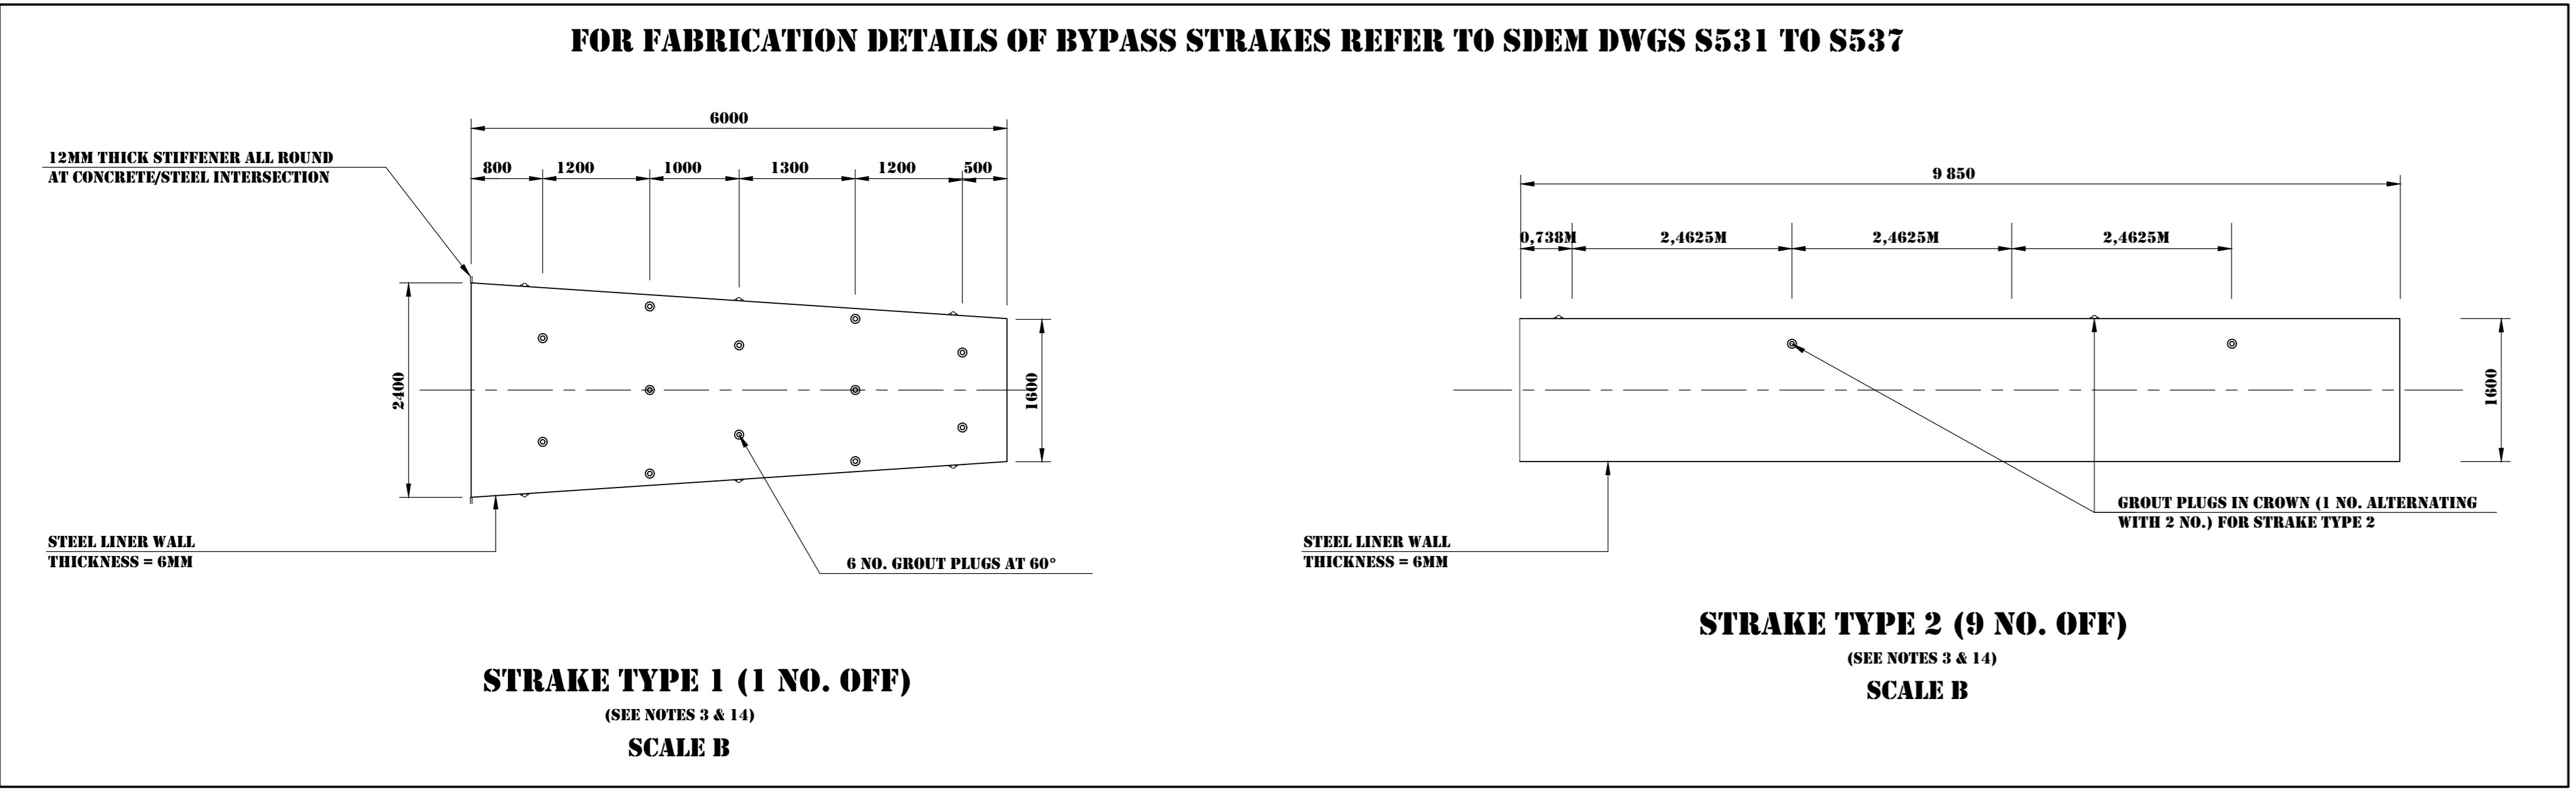 FOR FABRICATION DETAILS OF BYPASS STRAKES REFER TO SDEM DWGS S531 TO S537
6000
12MM THICK STIFFENER ALL ROUND
AT CONCRETE/STEEL INTERSECTION
800
1200
1000
1300
1200
500
2400
1600
STEEL LINER WALL
THICKNESS = 6MM
6 NO. GROUT PLUGS AT 60°
STRAKE TYPE 1 (1 NO. OFF)
(SEE NOTES 3 & 14)
SCALE B
9 850
0,738M
2,4625M
2,4625M
2,4625M
1600
GROUT PLUGS IN CROWN (1 NO. ALTERNATING
WITH 2 NO.) FOR STRAKE TYPE 2
STEEL LINER WALL
THICKNESS = 6MM
STRAKE TYPE 2 (9 NO. OFF)
(SEE NOTES 3 & 14)
SCALE B